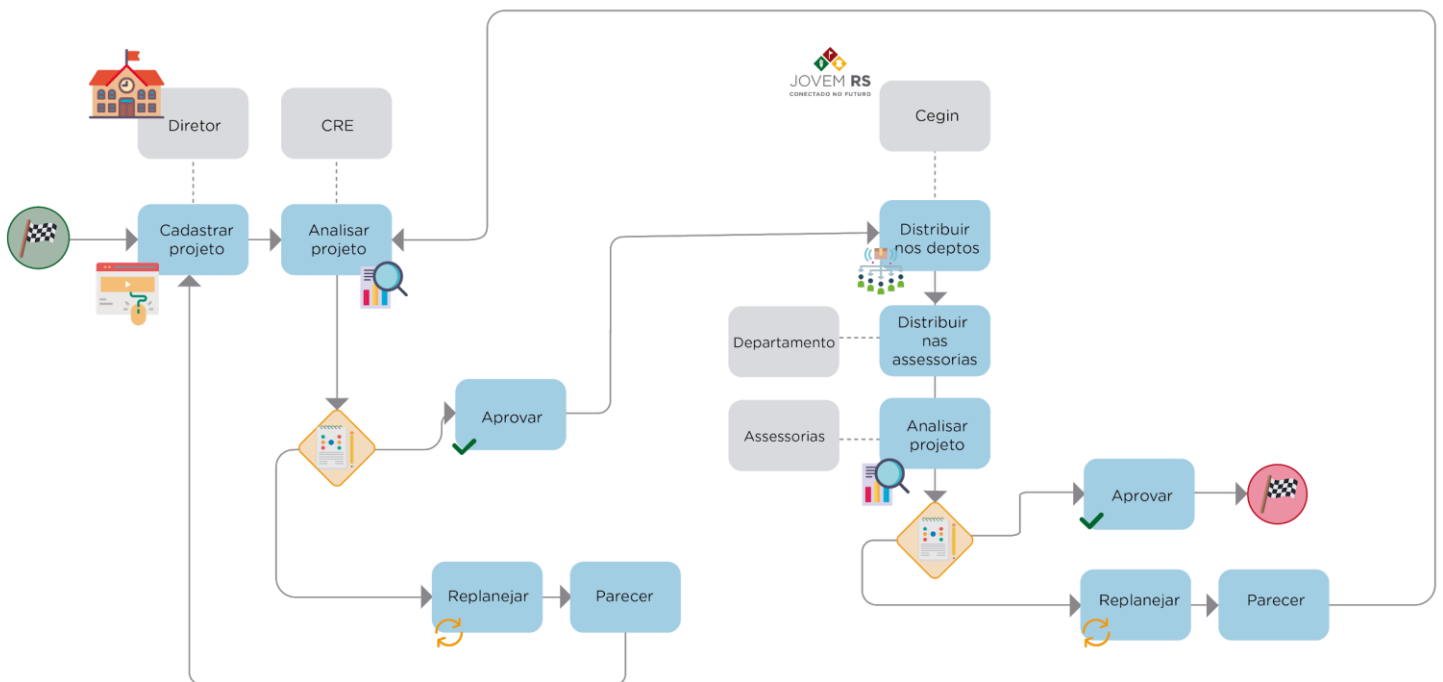 JOVEM RS
CONECTADO NO FUTURO
Diretor
CRE
Cegin
Cadastrar
projeto
Analisar
projeto
Distribuir
nos deptos
Departamento
Distribuir
nas
assessorias
Aprovar
Assessorias
Analisar
projeto
Aprovar
Replanejar
Parecer
Replanejar
Parecer